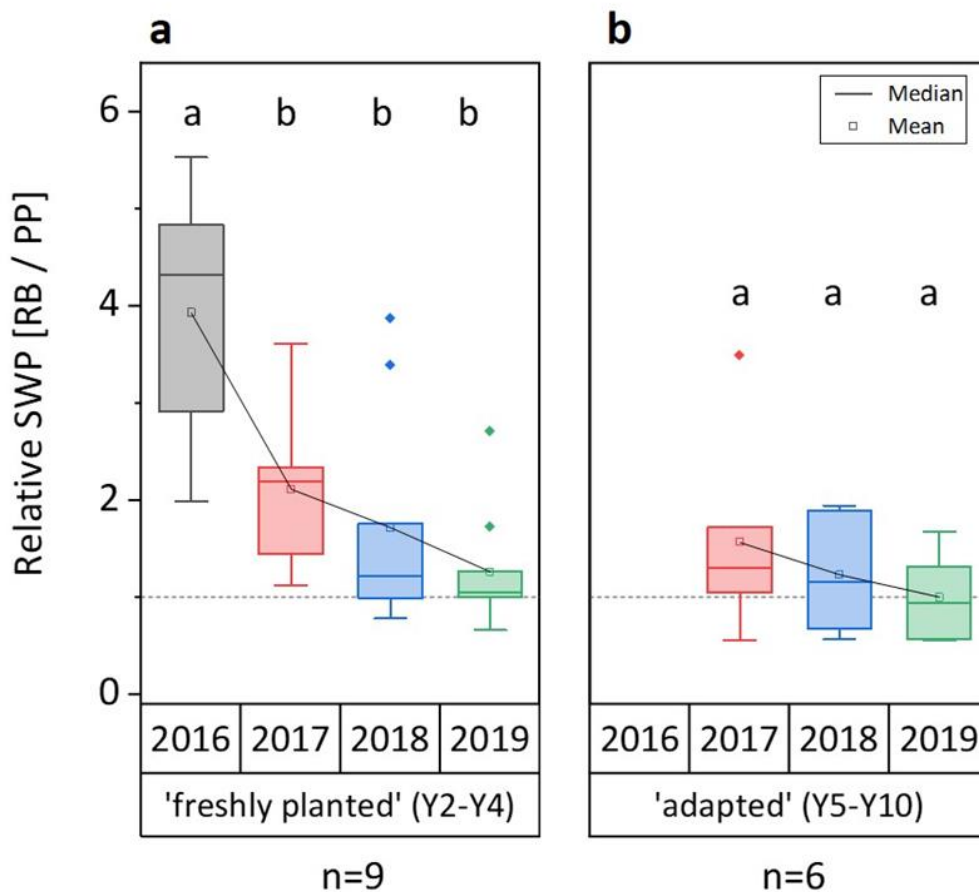 a
b
Relative SWP [RB / PP]
6
4
2
0
a b b b
a a a
Median
Mean
2016 2017 2018 2019
'freshly planted' (Y2-Y4)
n=9
2016 2017 2018 2019
'adapted' (Y5-Y10)
n=6